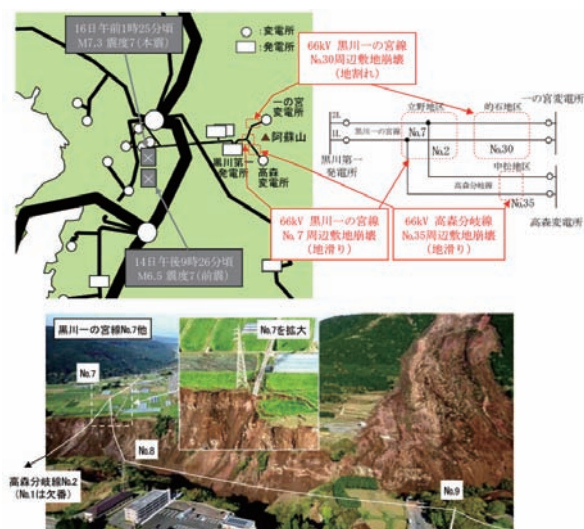 16日午前1時25分頃
M7.3 震度7(本震)
○:変電所
□:発電所
66kV 黒川一の宮線
No.30周辺敷地崩壊
(地割れ)
一の宮
変電所
▲阿蘇山
黒川第一
発電所
高森
変電所
14日午後9時26分頃
M6.5 震度7(前震)
66kV 黒川一の宮線
No.7周辺敷地崩壊
(地滑り)
66kV 高森分岐線
No.35周辺敷地崩壊
(地滑り)
立野地区
的石地区
一の宮変電所
2L
1L
黒川一の宮線
No.7
No.2
No.30
黒川第一
発電所
中松地区
高森分岐線
No.35
高森変電所
黒川一の宮線No.7他
No.7を拡大
No.7
No.8
No.9
高森分岐線No.2
(No.1は欠番)